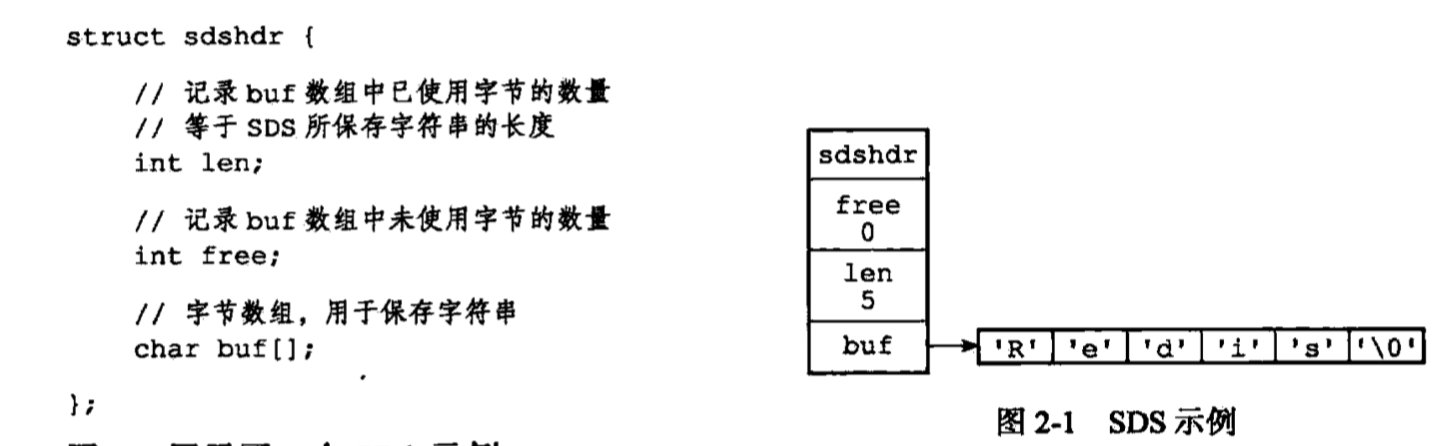 struct sdshdr {
// 记录 buf 数组中已使用字节的数量
// 等于 SDS 所保存字符串的长度
int len;
// 记录 buf 数组中未使用字节的数量
int free;
// 字节数组，用于保存字符串
char buf[];
};
sdshdr
free
0
len
5
buf
'R' 'e' 'd' 'i' 's' '\0'
图 2-1 SDS 示例